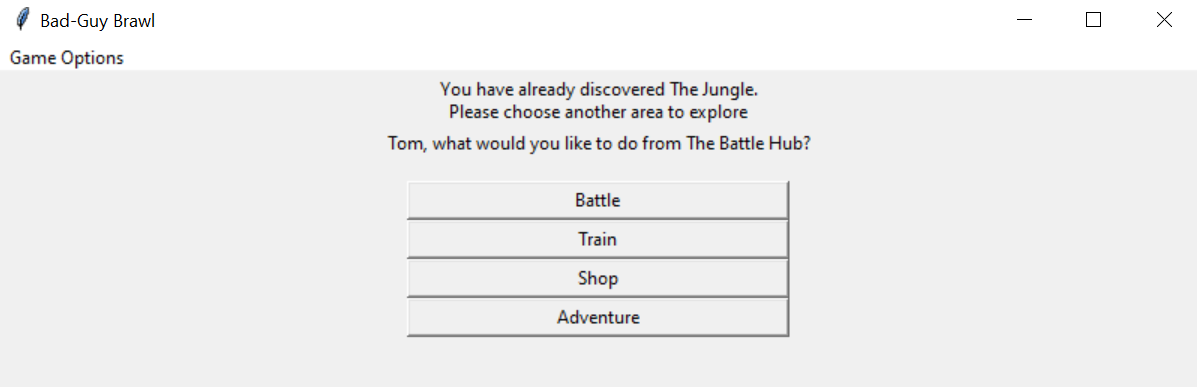 Bad-Guy Brawl
Game Options
You have already discovered The Jungle.
Please choose another area to explore
Tom, what would you like to do from The Battle Hub?
Battle
Train
Shop
Adventure